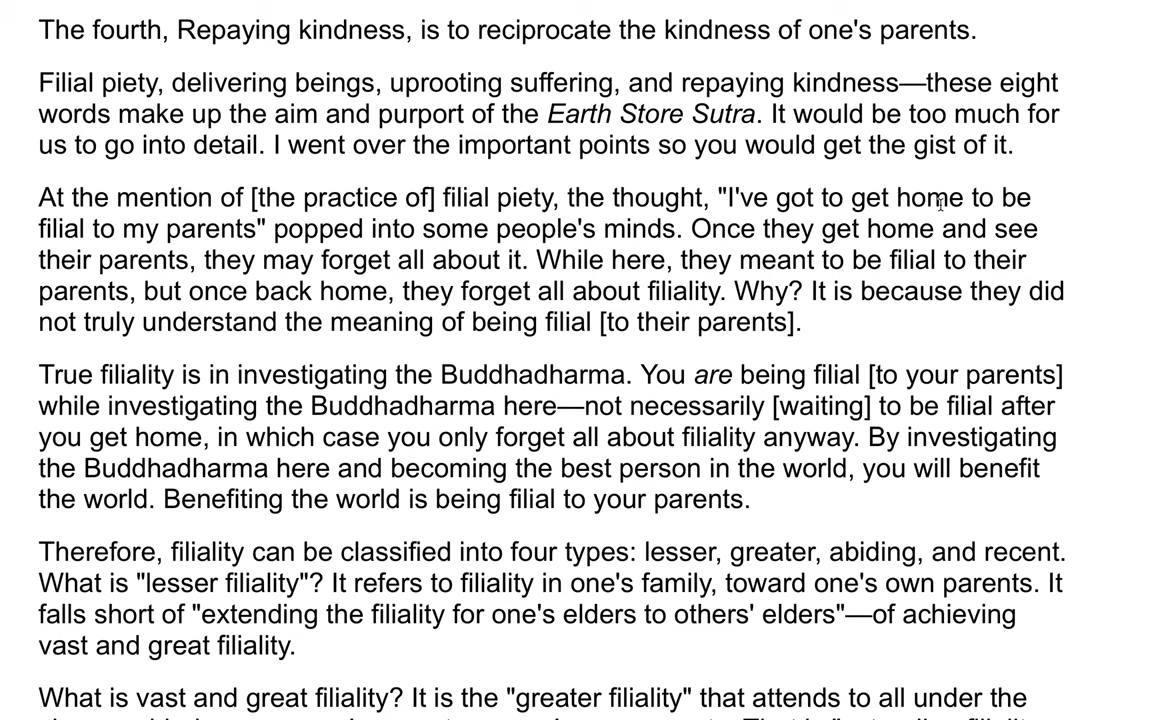 The fourth, Repaying kindness, is to reciprocate the kindness of one's parents.
Filial piety, delivering beings, uprooting suffering, and repaying kindness—these eight
words make up the aim and purport of the Earth Store Sutra. It would be too much for
us to go into detail. I went over the important points so you would get the gist of it.
At the mention of [the practice of] filial piety, the thought, "I've got to get home to be
filial to my parents" popped into some people's minds. Once they get home and see
their parents, they may forget all about it. While here, they meant to be filial to their
parents, but once back home, they forget all about filiality. Why? It is because they did
not truly understand the meaning of being filial [to their parents].
True filiality is in investigating the Buddhadharma. You are being filial [to your parents]
while investigating the Buddhadharma here—not necessarily [waiting] to be filial after
you get home, in which case you only forget all about filiality anyway. By investigating
the Buddhadharma here and becoming the best person in the world, you will benefit
the world. Benefiting the world is being filial to your parents.
Therefore, filiality can be classified into four types: lesser, greater, abiding, and recent.
What is "lesser filiality"? It refers to filiality in one's family, toward one's own parents. It
falls short of "extending the filiality for one's elders to others' elders"—of achieving
vast and great filiality.
What is vast and great filiality? It is the "greater filiality" that attends to all under the